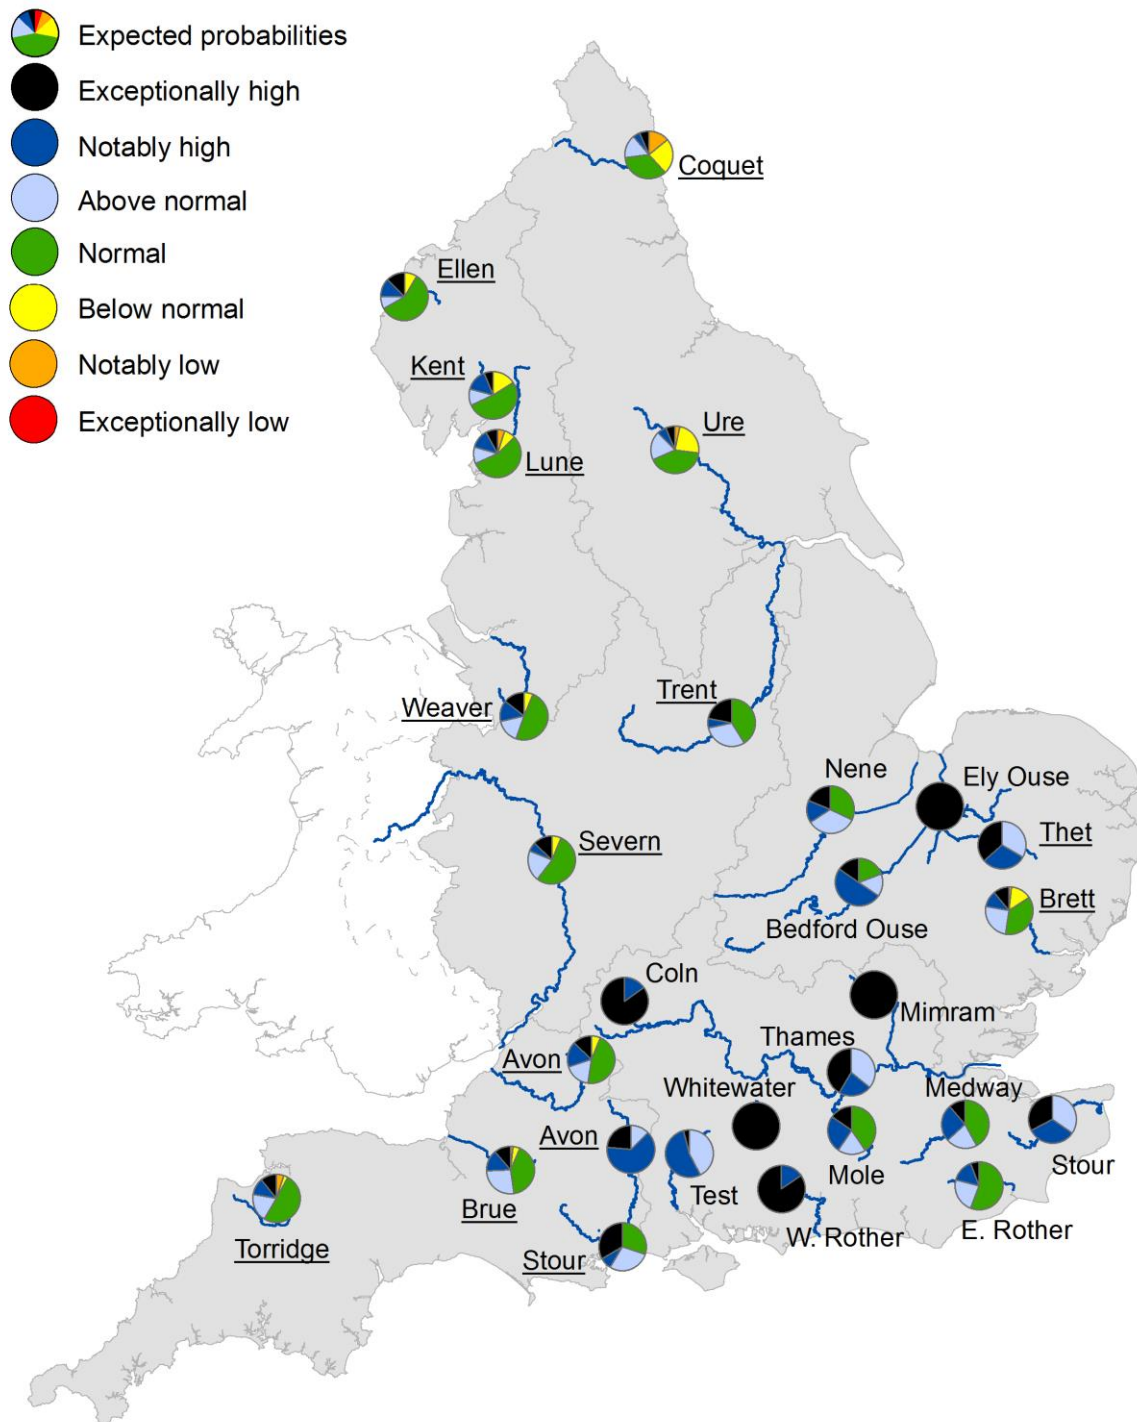 Expected probabilities
Exceptionally high
Notably high
Above normal
Normal
Below normal
Notably low
Exceptionally low
Coquet
Ellen
Kent
Ure
Lune
Weaver
Trent
Nene
Ely Ouse
Severn
Thet
Brett
Bedford Ouse
Coln
Mimram
Avon
Thames
Whitewater
Medway
Avon
Test
Mole
Stour
Brue
W. Rother
E. Rother
Torridge
Stour